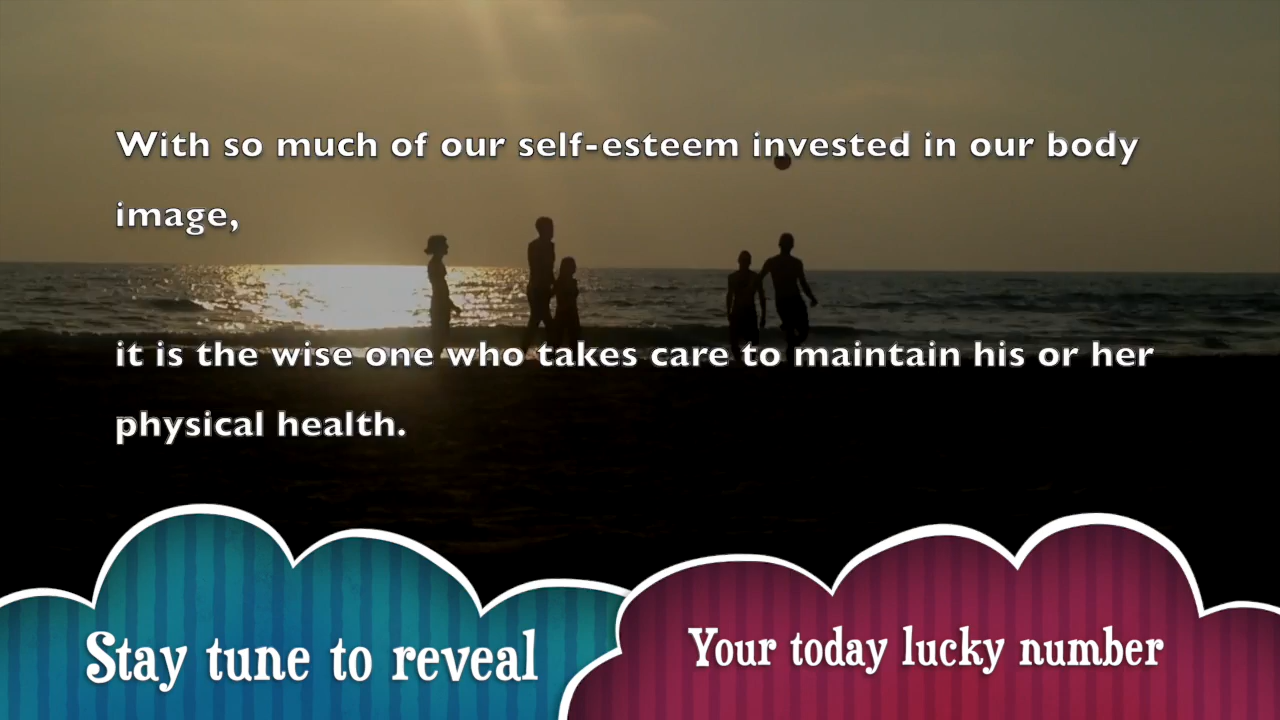 With so much of our self-esteem invested in our body
image,
it is the wise one who takes care to maintain his or her
physical health.
Stay tune to reveal
Your today lucky number